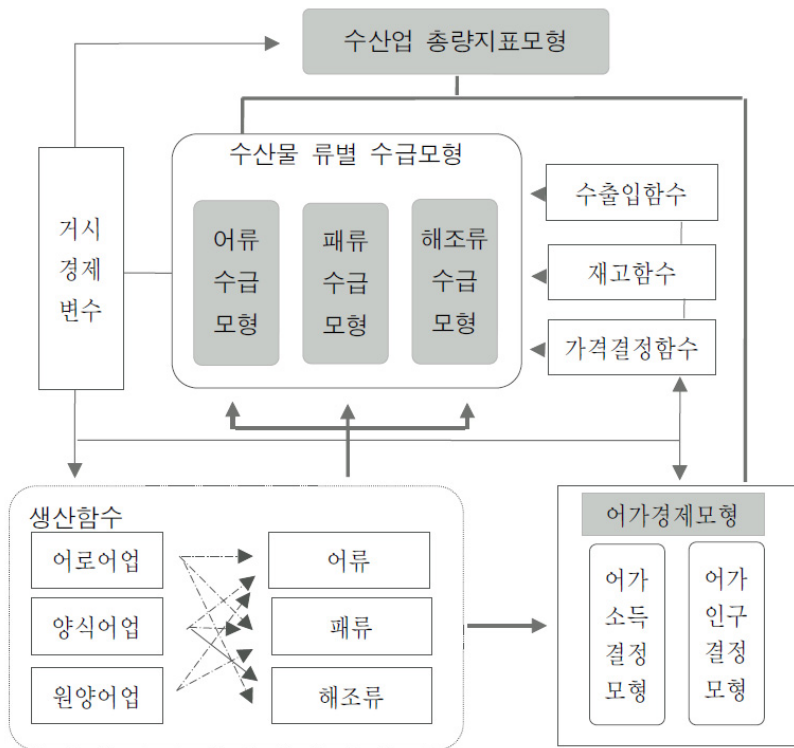 수산업 총량지표모형
수산물 류별 수급모형
거시
경제
변수
어류
수급
모형
패류
수급
모형
해조류
수급
모형
수출입함수
재고함수
가격결정함수
생산함수
어로어업
양식어업
원양어업
어류
패류
해조류
어가경제모형
어가
소득
결정
모형
어가
인구
결정
모형